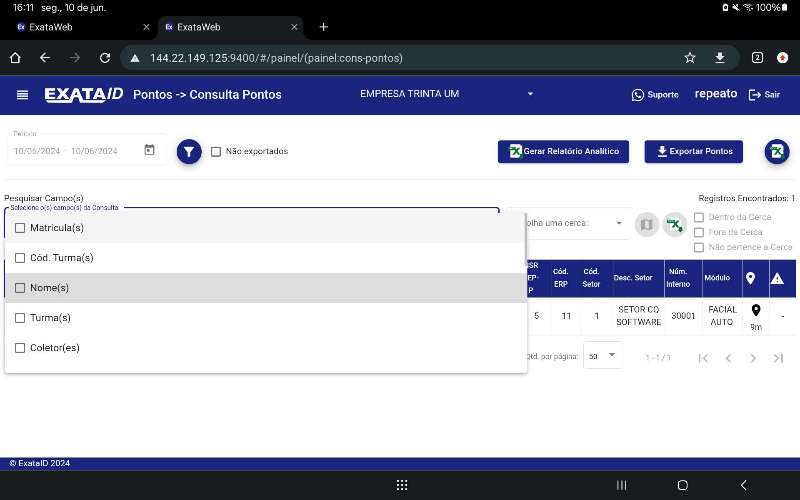 16:11 seg., 10 de jun. 100%
Ex ExataWeb
Ex ExataWeb
144.22.149.125:9400/#/painel/(painel:cons-pontos) 2
EXATAID Pontos -> Consulta Pontos EMPRESA TRINTA UM Suporte repeato Sair
Período
10/06/2024 – 10/06/2024 Não exportados Gerar Relatório Analítico Exportar Pontos
Pesquisar Campo(s) Registros Encontrados: 1
Selecione o(s) campo(s) da Consulta:
Matricula(s)
Cód. Turma(s)
Nome(s)
Turma(s)
Coletor(es)
uma cerca:
Dentro da Cerca
Fora da Cerca
Não pertence a Cerca
Cód. ERP Cód. Setor Desc. Setor Núm. Interno Módulo
5 11 1 SETOR CQ SOFTWARE 30001 FACIAL AUTO 9m -
por página: 50 1 - 1 / 1
© ExataID 2024